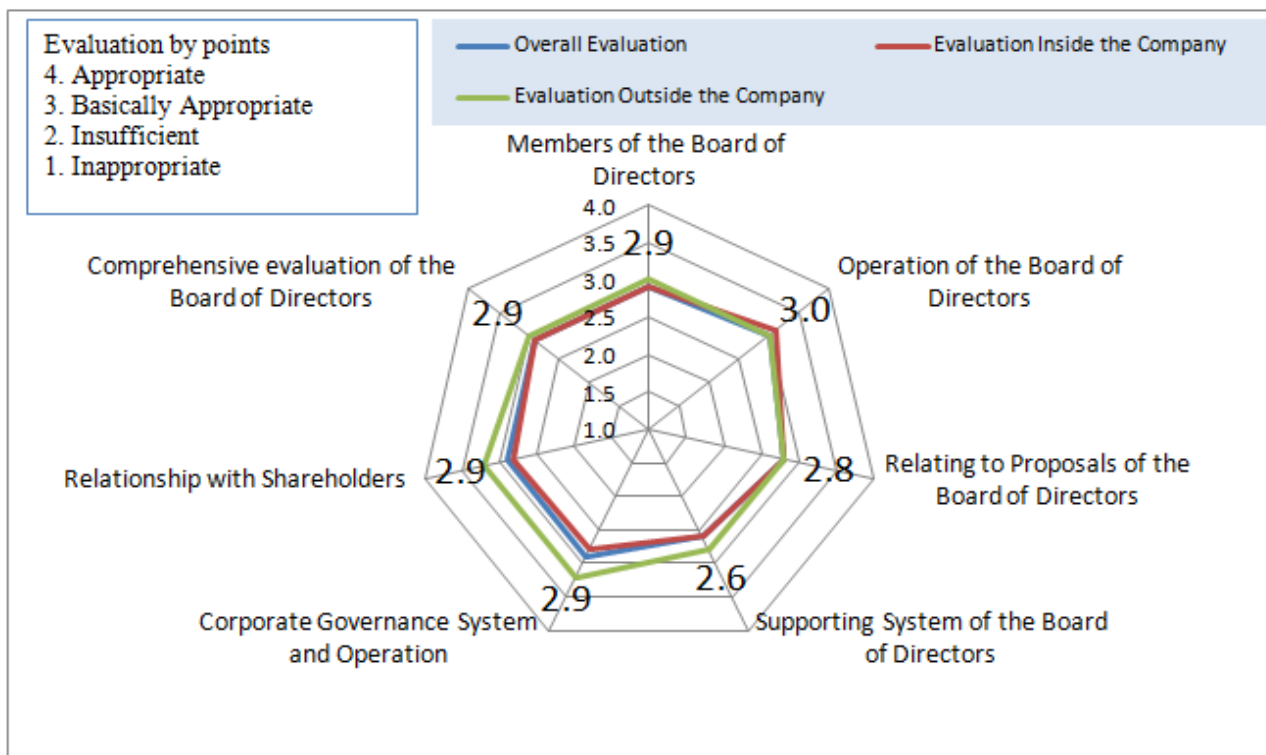 Evaluation by points
4. Appropriate
3. Basically Appropriate
2. Insufficient
1. Inappropriate
Overall Evaluation
Evaluation Inside the Company
Evaluation Outside the Company
Members of the Board of
Directors
4.0
3.5
3.0
2.5
2.0
1.5
1.0
2.9
Operation of the Board of
Directors
3.0
Relating to Proposals of the
Board of Directors
2.8
Supporting System of the Board
of Directors
2.6
Corporate Governance System
and Operation
2.9
Relationship with Shareholders
2.9
Comprehensive evaluation of the
Board of Directors
2.9